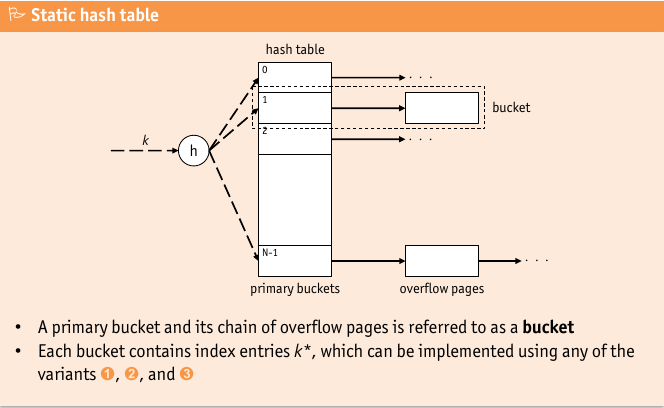 Static hash table
hash table
0
. . .
1
bucket
2
. . .
k
h
N-1
. . .
primary buckets
overflow pages
• A primary bucket and its chain of overflow pages is referred to as a bucket
• Each bucket contains index entries k*, which can be implemented using any of the
variants ❶, ❷, and ❸